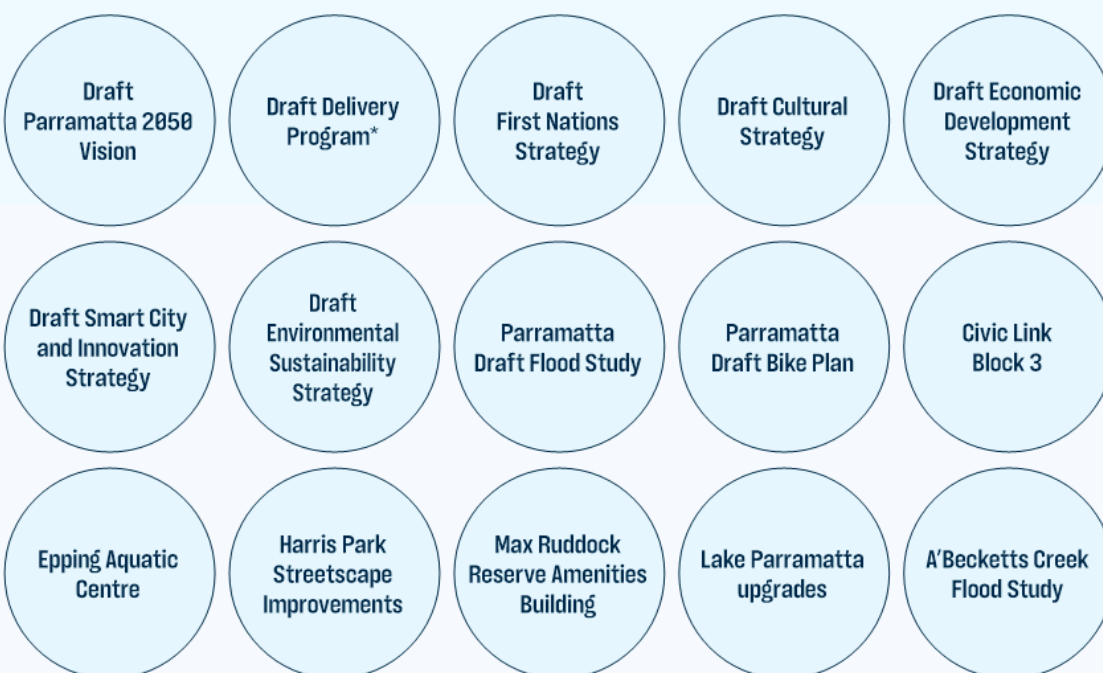 Draft
Parramatta 2050
Vision
Draft Delivery
Program*
Draft
First Nations
Strategy
Draft Cultural
Strategy
Draft Economic
Development
Strategy
Draft Smart City
and Innovation
Strategy
Draft
Environmental
Sustainability
Strategy
Parramatta
Draft Flood Study
Parramatta
Draft Bike Plan
Civic Link
Block 3
Epping Aquatic
Centre
Harris Park
Streetscape
Improvements
Max Ruddock
Reserve Amenities
Building
Lake Parramatta
upgrades
A'Becketts Creek
Flood Study